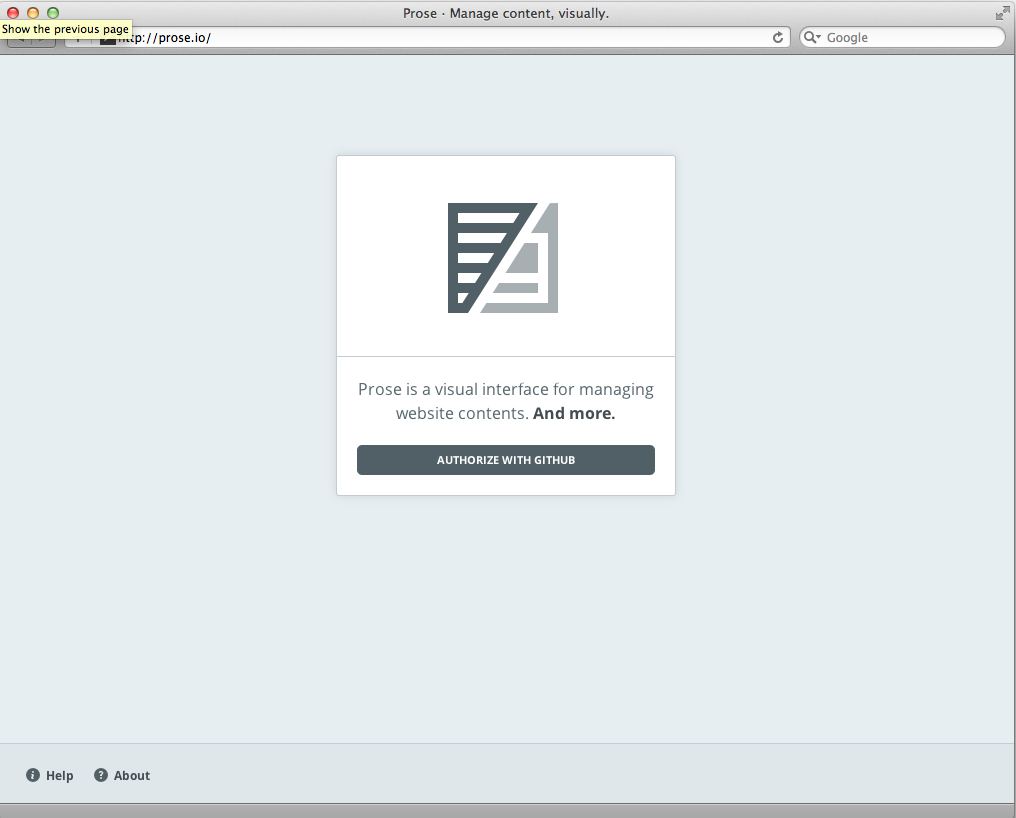 Prose · Manage content, visually.
Show the previous page
http://prose.io/
Google
Prose is a visual interface for managing
website contents. And more.
AUTHORIZE WITH GITHUB
Help
About